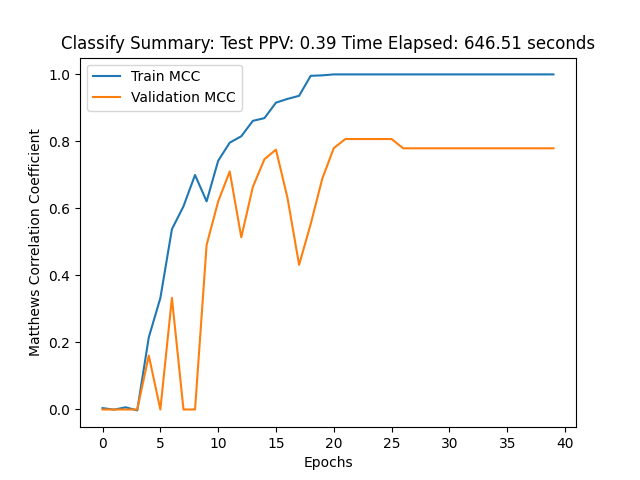 Classify Summary: Test PPV: 0.39 Time Elapsed: 646.51 seconds
Train MCC
Validation MCC
Matthews Correlation Coefficient
1.0
0.8
0.6
0.4
0.2
0.0
0 5 10 15 20 25 30 35 40
Epochs